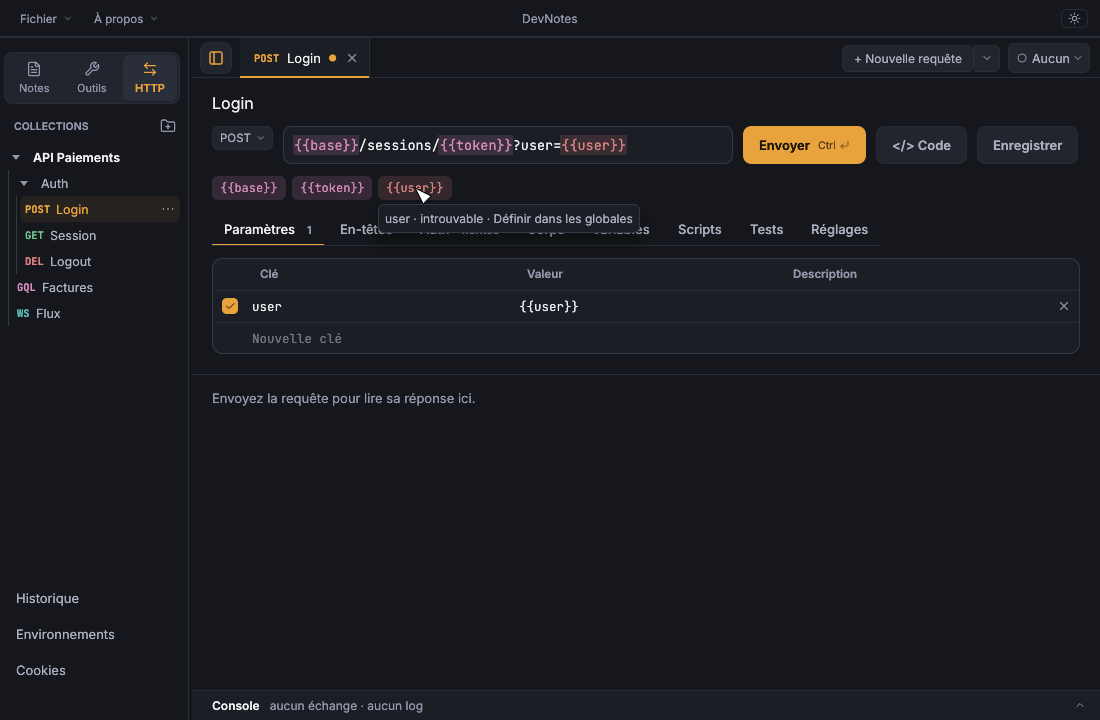 Fichier À propos DevNotes
Notes Outils HTTP
POST Login
+ Nouvelle requête Aucun
COLLECTIONS
API Paiements
Auth
POST Login ...
GET Session
DEL Logout
GQL Factures
WS Flux
Historique
Environnements
Cookies
Login
POST {{base}}/sessions/{{token}}?user={{user}} Envoyer Ctrl ↵ </> Code Enregistrer
{{base}} {{token}} {{user}}
user · introuvable · Définir dans les globales
Paramètres 1 En-têtes Scripts Tests Réglages
Clé Valeur Description
user {{user}}
Nouvelle clé
Envoyez la requête pour lire sa réponse ici.
Console aucun échange · aucun log